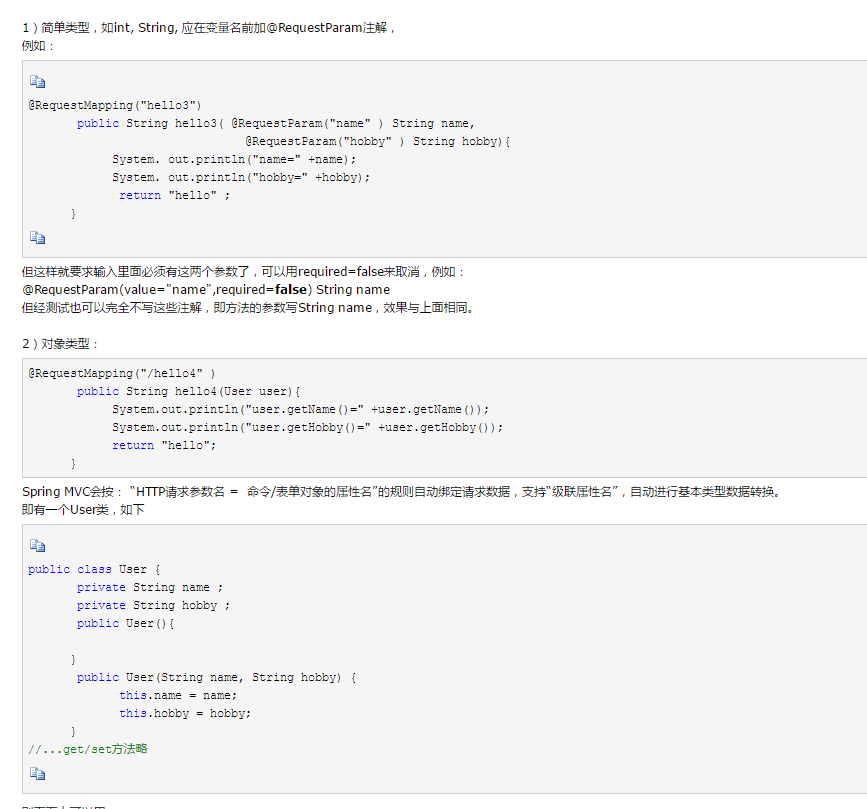 1）简单类型，如int, String, 应在变量名前加@RequestParam注解，
例如：
@RequestMapping("hello3")
public String hello3( @RequestParam("name" ) String name,
@RequestParam("hobby" ) String hobby){
System. out.println("name=" +name);
System. out.println("hobby=" +hobby);
return "hello" ;
}
但这样就要求输入里面必须有这两个参数了，可以用required=false来取消，例如：
@RequestParam(value="name",required=false) String name
但经测试也可以完全不写这些注解，即方法的参数写String name，效果与上面相同。
2）对象类型：
@RequestMapping("/hello4" )
public String hello4(User user){
System.out.println("user.getName()=" +user.getName());
System.out.println("user.getHobby()=" +user.getHobby());
return "hello";
}
Spring MVC会按：“HTTP请求参数名 = 命令/表单对象的属性名”的规则自动绑定请求数据，支持“级联属性名”，自动进行基本类型数据转换。
即有一个User类，如下
public class User {
private String name ;
private String hobby ;
public User(){
}
public User(String name, String hobby) {
this.name = name;
this.hobby = hobby;
}
//...get/set方法略